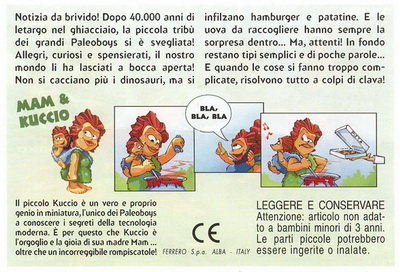 Notizia da brivido! Dopo 40.000 anni di
letargo nel ghiacciaio, la piccola tribù
dei grandi Paleoboys si è svegliata!
Allegri, curiosi e spensierati, il nostro
mondo li ha lasciati a bocca aperta!
Non si cacciano più i dinosauri, ma si
infilzano hamburger e patatine. E le
uova da raccogliere hanno sempre la
sorpresa dentro... Ma, attenti! In fondo
restano tipi semplici e di poche parole...
E quando le cose si fanno troppo com-
plicate, risolvono tutto a colpi di clava!
MAM &
KUCCIO
BLA,
BLA, BLA
Il piccolo Kuccio è un vero e proprio
genio in miniatura, l'unico dei Paleoboys
a conoscere i segreti della tecnologia
moderna. E per questo che Kuccio è
l'orgoglio e la gioia di sua madre Mam ...
oltre che un incorreggibile rompiscatole!
CE
FERRERO S.p.a. ALBA - ITALY
LEGGERE E CONSERVARE
Attenzione: articolo non adat-
to a bambini minori di 3 anni.
Le parti piccole potrebbero
essere ingerite o inalate.